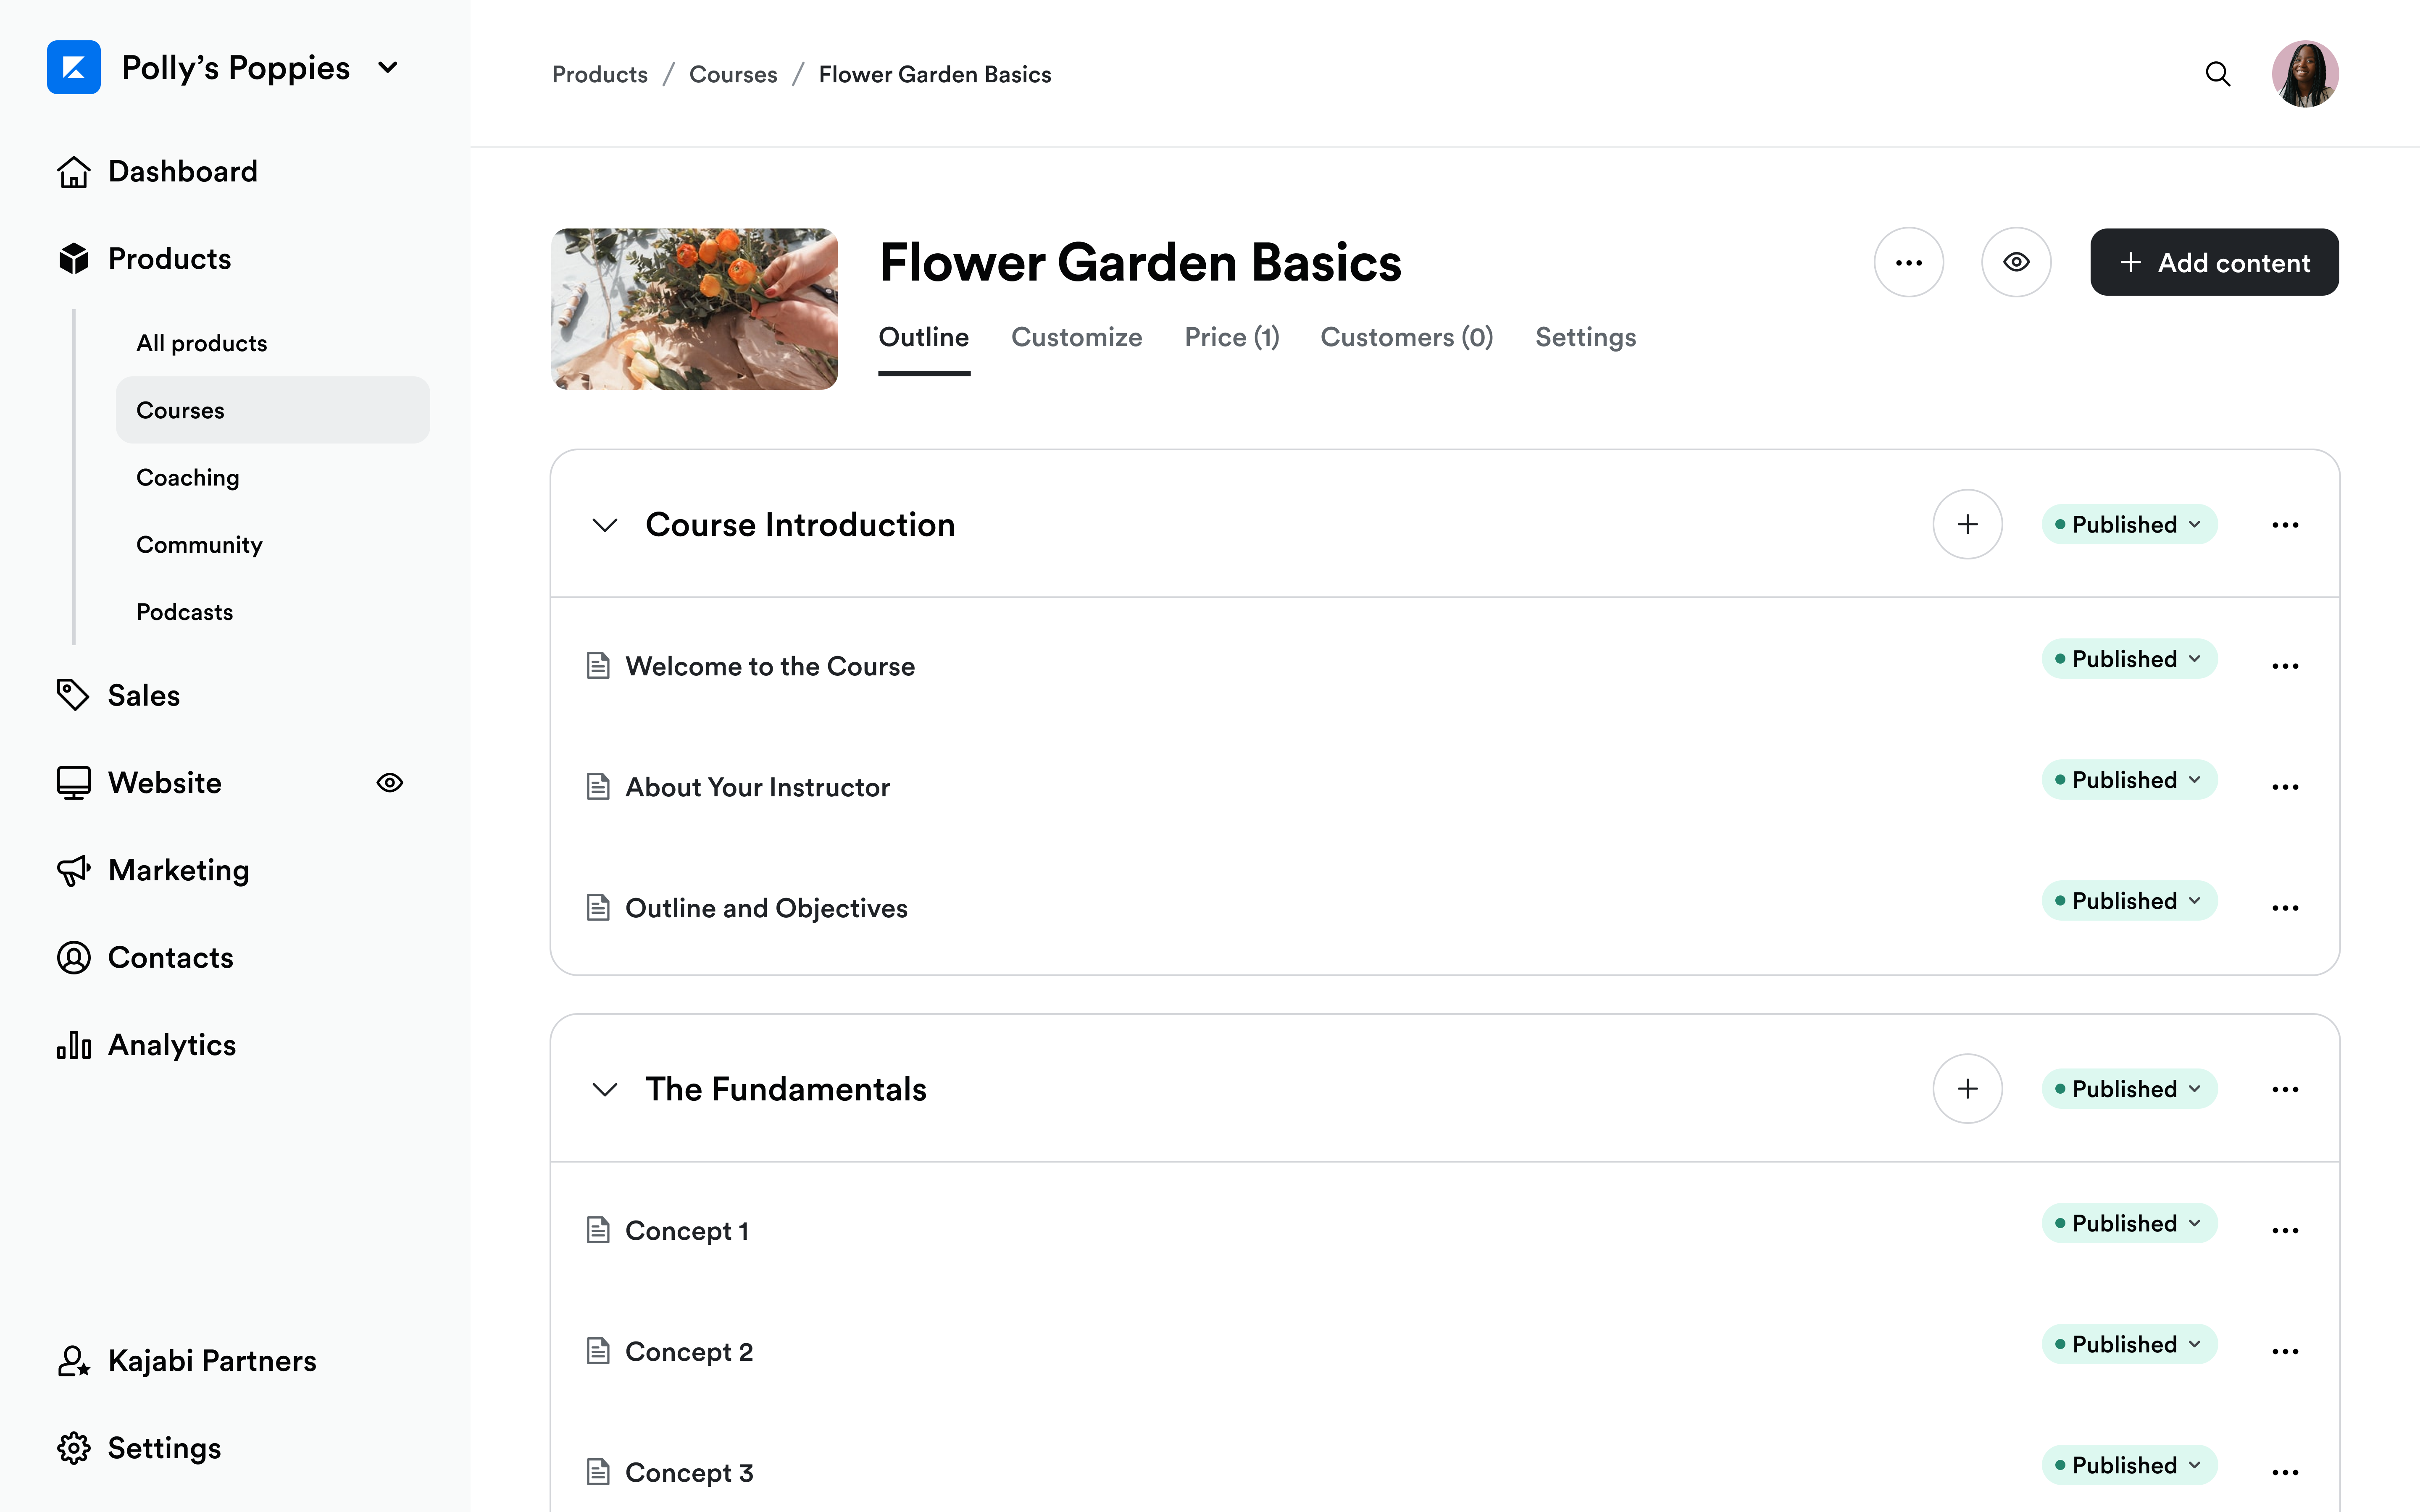 Polly’s Poppies
Dashboard
Products
All products
Courses
Coaching
Community
Podcasts
Sales
Website
Marketing
Contacts
Analytics
Kajabi Partners
Settings
Products / Courses / Flower Garden Basics
Flower Garden Basics
+ Add content
Outline Customize Price (1) Customers (0) Settings
Course Introduction Published
Welcome to the Course Published
About Your Instructor Published
Outline and Objectives Published
The Fundamentals Published
Concept 1 Published
Concept 2 Published
Concept 3 Published